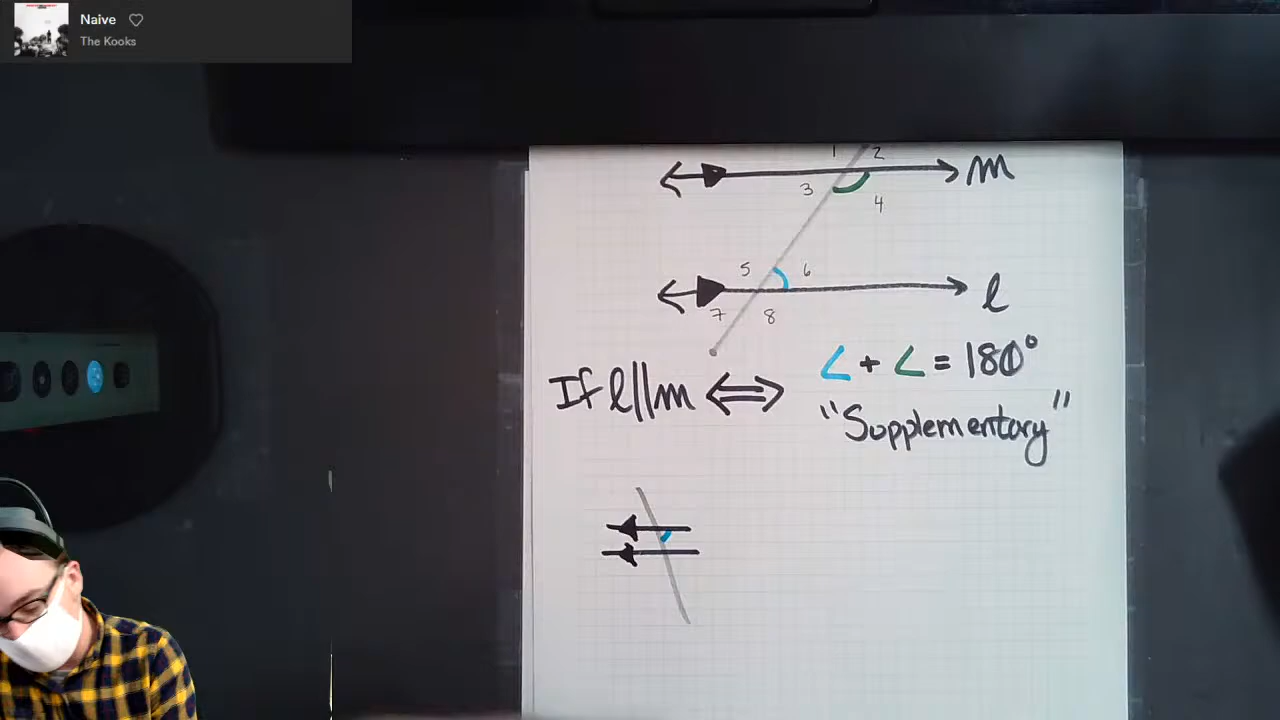 Naive
The Kooks
1 2
m
3
4
5 6
l
7 8
If l||m ⟺ ∠ + ∠ = 180°
"Supplementary"